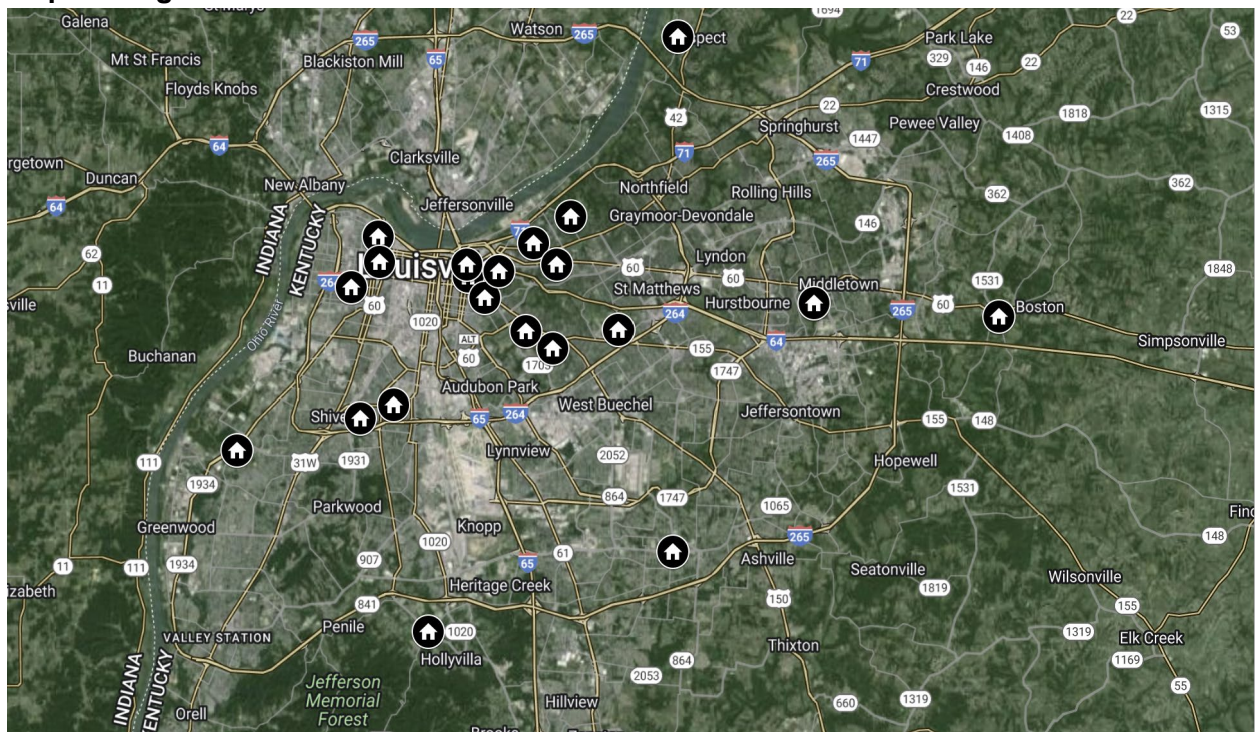 Galena
Watson
265
pect
1694
22
53
Mt St Francis
265
Blackiston Mill
65
Park Lake
71
329
146
22
Floyds Knobs
Crestwood
42
22
1818
1315
64
Springhurst
1447
Pewee Valley
1408
rgetown
Duncan
Clarksville
71
265
New Albany
Northfield
Rolling Hills
362
362
64
Jeffersonville
Graymoor-Devondale
146
INDIANA
KENTUCKY
62
Lyndon
60
60
1848
11
St Matthews
Middletown
1531
sville
60
Hurstbourne
265
60
Boston
Ohio River
1020
264
64
Simpsonville
Buchanan
ALT
60
155
1747
Audubon Park
West Buechel
Jeffersontown
65
264
155
148
111
31W
1931
Lynnview
2052
Hopewell
1934
864
1747
1531
Parkwood
1065
Greenwood
Knopp
1020
265
148
11
111
1934
907
65
61
Ashville
Seatonville
Wilsonville
izabeth
Heritage Creek
1819
841
150
155
VALLEY STATION
Penile
1020
1319
Elk Creek
Hollyvilla
Thixton
864
1169
INDIANA
KENTUCKY
Jefferson
Memorial
Forest
2053
55
Orell
Hillview
660
1319